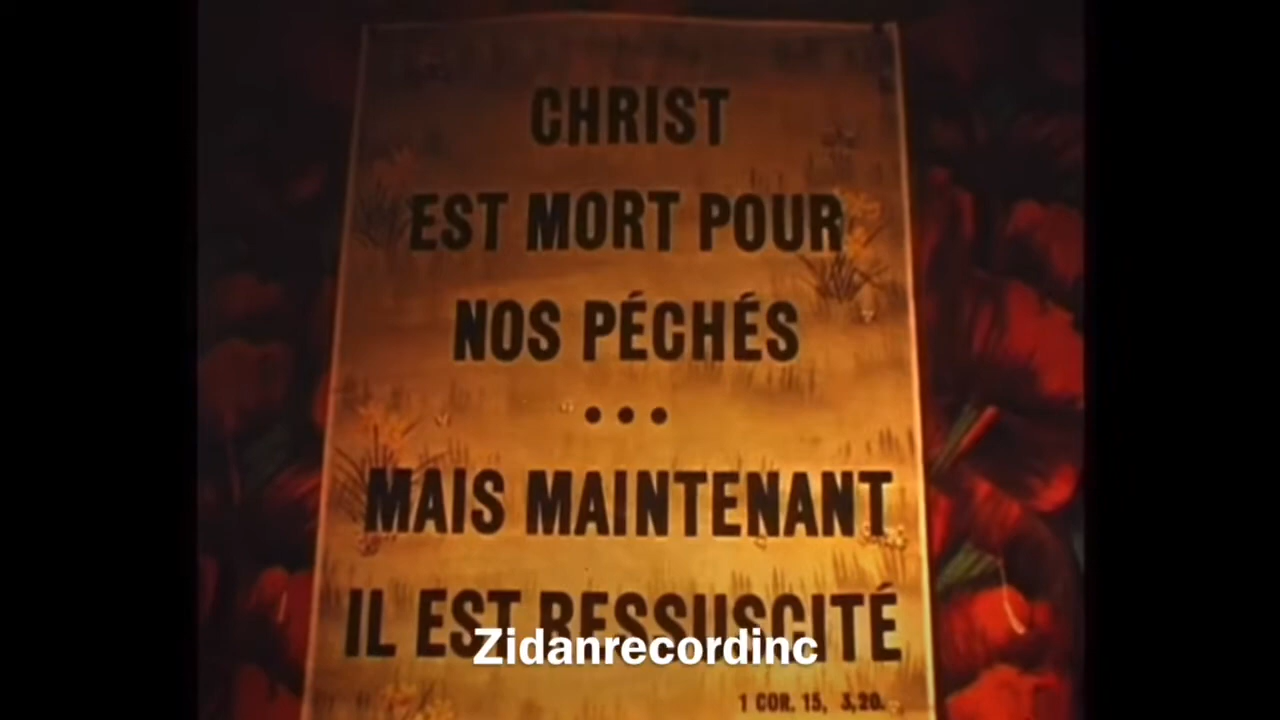 CHRIST
EST MORT POUR
NOS PÉCHÉS
• • •
MAIS MAINTENANT
IL EST RESSUSCITÉ
Zidanrecordinc
1 COR. 15, 3,20.